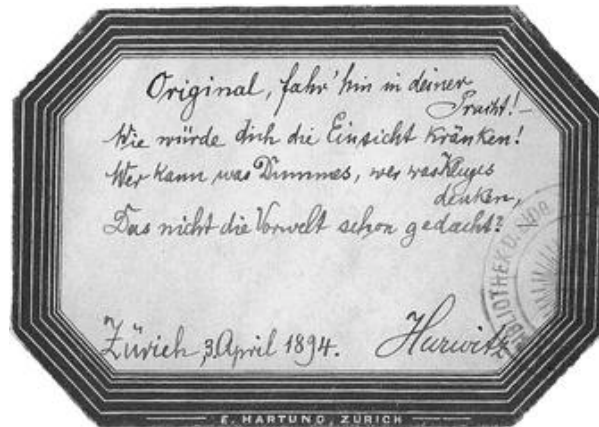 Original, fahr' hin in deiner
Pracht! –
Wie würde dich die Einsicht kränken!
Wer kann was Dummes, wer was Kluges
denken,
Das nicht die Vorwelt schon gedacht?
Zürich, 3. April 1894. Hurwitz
BIBLIOTHEK
E. HARTUNG, ZÜRICH